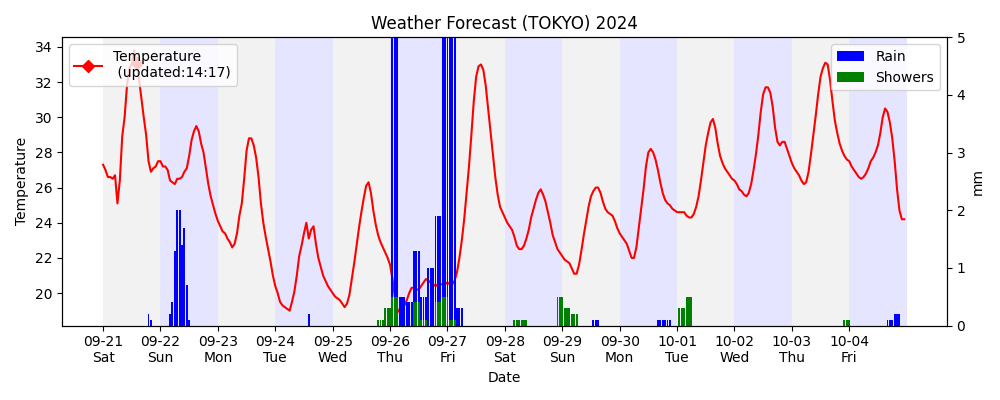 Weather Forecast (TOKYO) 2024
Temperature
(updated:14:17)
Rain
Showers
Temperature
34
32
30
28
26
24
22
20
5
4
3
2
1
0
mm
09-21 09-22 09-23 09-24 09-25 09-26 09-27 09-28 09-29 09-30 10-01 10-02 10-03 10-04
Sat Sun Mon Tue Wed Thu Fri Sat Sun Mon Tue Wed Thu Fri
Date